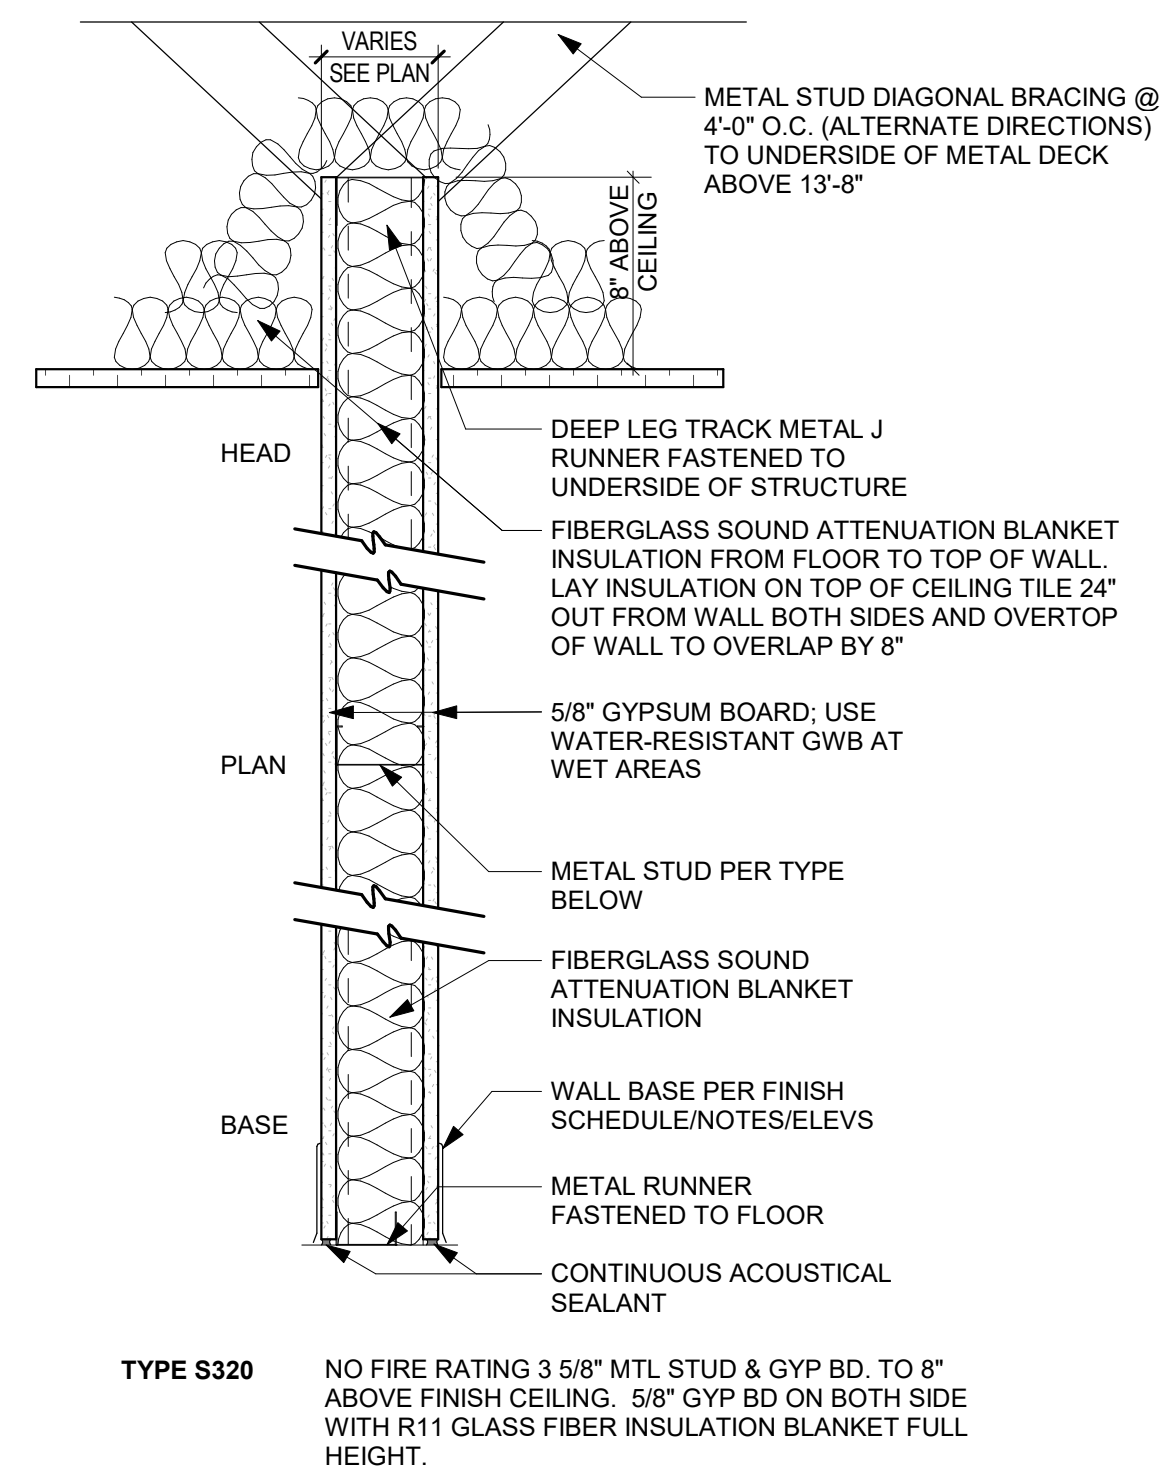 VARIES
SEE PLAN
METAL STUD DIAGONAL BRACING @
4'-0" O.C. (ALTERNATE DIRECTIONS)
TO UNDERSIDE OF METAL DECK
ABOVE 13'-8"
8" ABOVE
CEILING
HEAD
DEEP LEG TRACK METAL J
RUNNER FASTENED TO
UNDERSIDE OF STRUCTURE
FIBERGLASS SOUND ATTENUATION BLANKET
INSULATION FROM FLOOR TO TOP OF WALL.
LAY INSULATION ON TOP OF CEILING TILE 24"
OUT FROM WALL BOTH SIDES AND OVERTOP
OF WALL TO OVERLAP BY 8"
5/8" GYPSUM BOARD; USE
WATER-RESISTANT GWB AT
WET AREAS
PLAN
METAL STUD PER TYPE
BELOW
FIBERGLASS SOUND
ATTENUATION BLANKET
INSULATION
WALL BASE PER FINISH
SCHEDULE/NOTES/ELEVS
BASE
METAL RUNNER
FASTENED TO FLOOR
CONTINUOUS ACOUSTICAL
SEALANT
TYPE S320
NO FIRE RATING 3 5/8" MTL STUD & GYP BD. TO 8"
ABOVE FINISH CEILING.  5/8" GYP BD ON BOTH SIDE
WITH R11 GLASS FIBER INSULATION BLANKET FULL
HEIGHT.